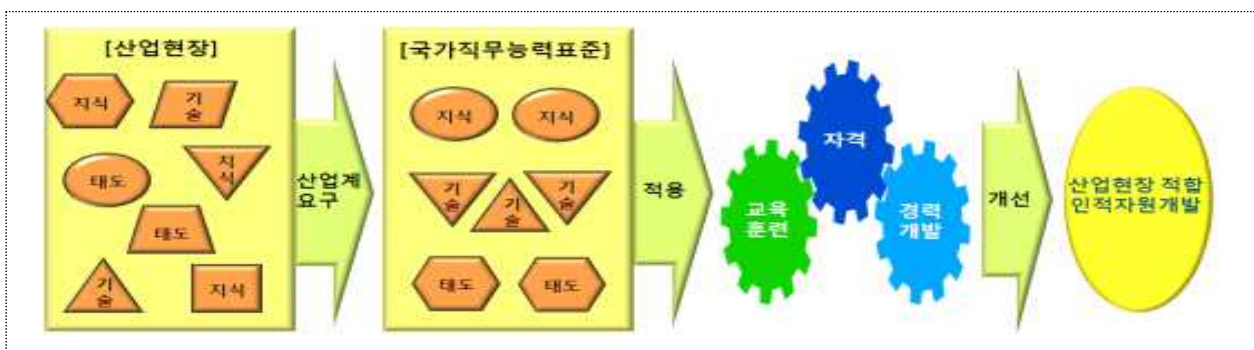 [산업현장]
지식
기
술
태도
지
식
태도
기
술
지식
산업계
요구
[국가직무능력표준]
지식
지식
기
술
기
술
기
술
태도
태도
적용
교육
훈련
자격
경력
개발
개선
산업현장 적합
인적자원개발